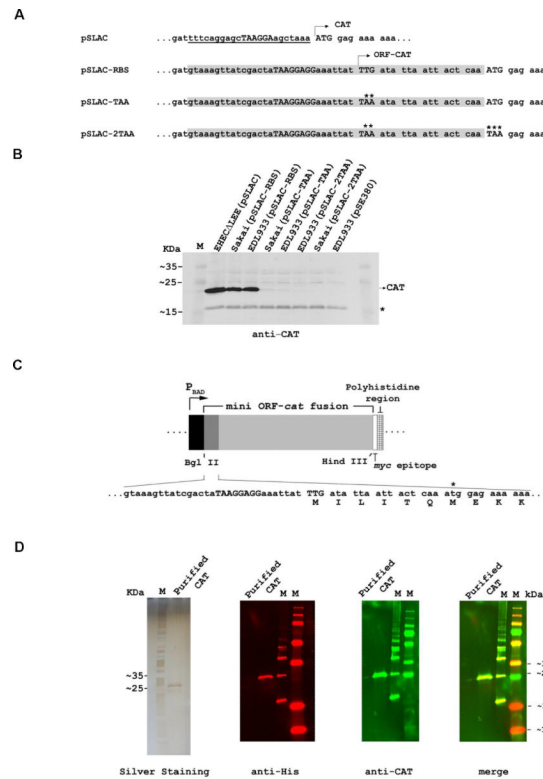 A
CAT
pSLAC ...gattttcaggagcTAAGGAagctaaa ATG gag aaa aaa...
ORF-CAT
pSLAC-RBS ...gatgtaaagttatcgactaTAAGGAGGaaattat TTG ata tta att act caa ATG gag aaa
** 
pSLAC-TAA ...gatgtaaagttatcgactaTAAGGAGGaaattat TAA ata tta att act caa ATG gag aaa
** ***
pSLAC-2TAA ...gatgtaaagttatcgactaTAAGGAGGaaattat TAA ata tta att act caa TAA gag aaa
B
KDa M EHECΔLEE(pSLAC) Sakai(pSLAC-RBS) EDL933(pSLAC-RBS) Sakai(pSLAC-TAA) EDL933(pSLAC-TAA) EDL933(pSLAC-2TAA) Sakai(pSLAC-2TAA) EDL933(pSE380)
~35
~25
CAT
~15 *
anti-CAT
C
PBAD
Polyhistidine region
mini ORF-cat fusion
Bgl II Hind III myc epitope
*
...gtaaagttatcgactaTAAGGAGGaaattat TTG ata tta att act caa atg gag aaa aaa...
M I L I T Q M E K K
D
KDa M Purified CAT Purified CAT M M Purified CAT M M Purified CAT M M kDa
~35
~25
Silver Staining anti-His anti-CAT merge